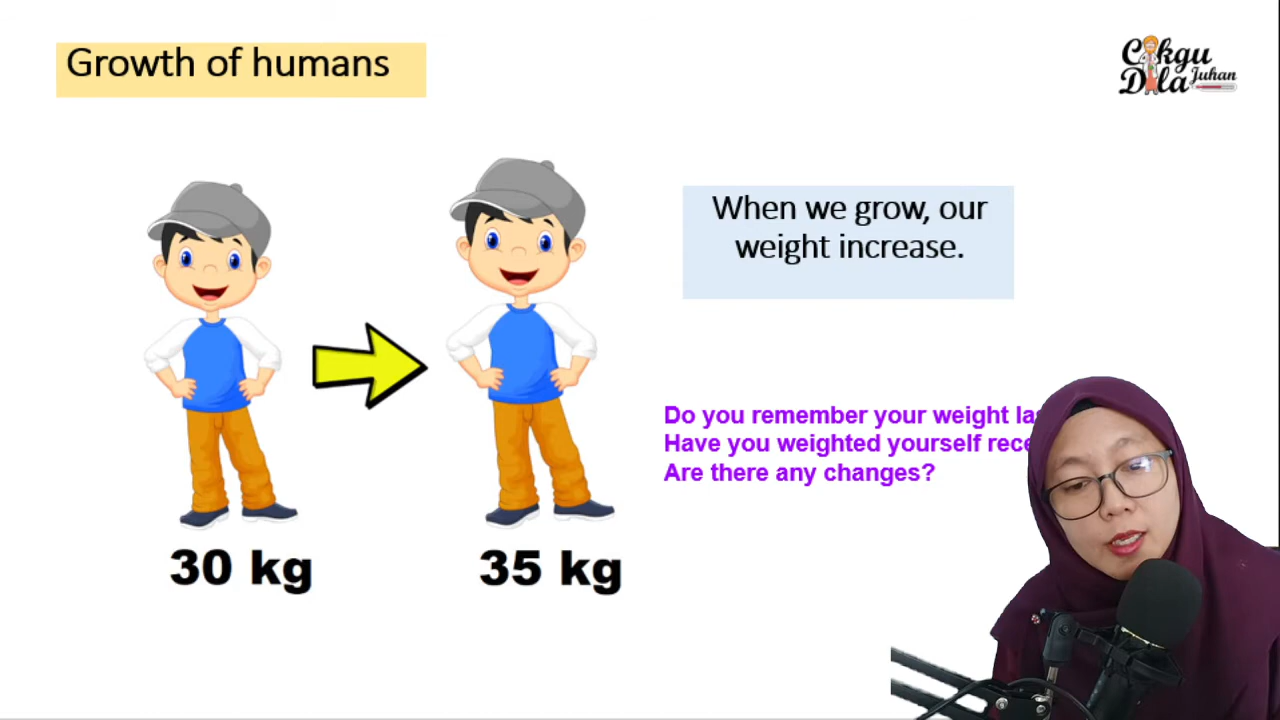 Growth of humans
Cikgu
Dila Juhan
When we grow, our
weight increase.
Do you remember your weight
Have you weighted yourself
Are there any changes?
30 kg
35 kg